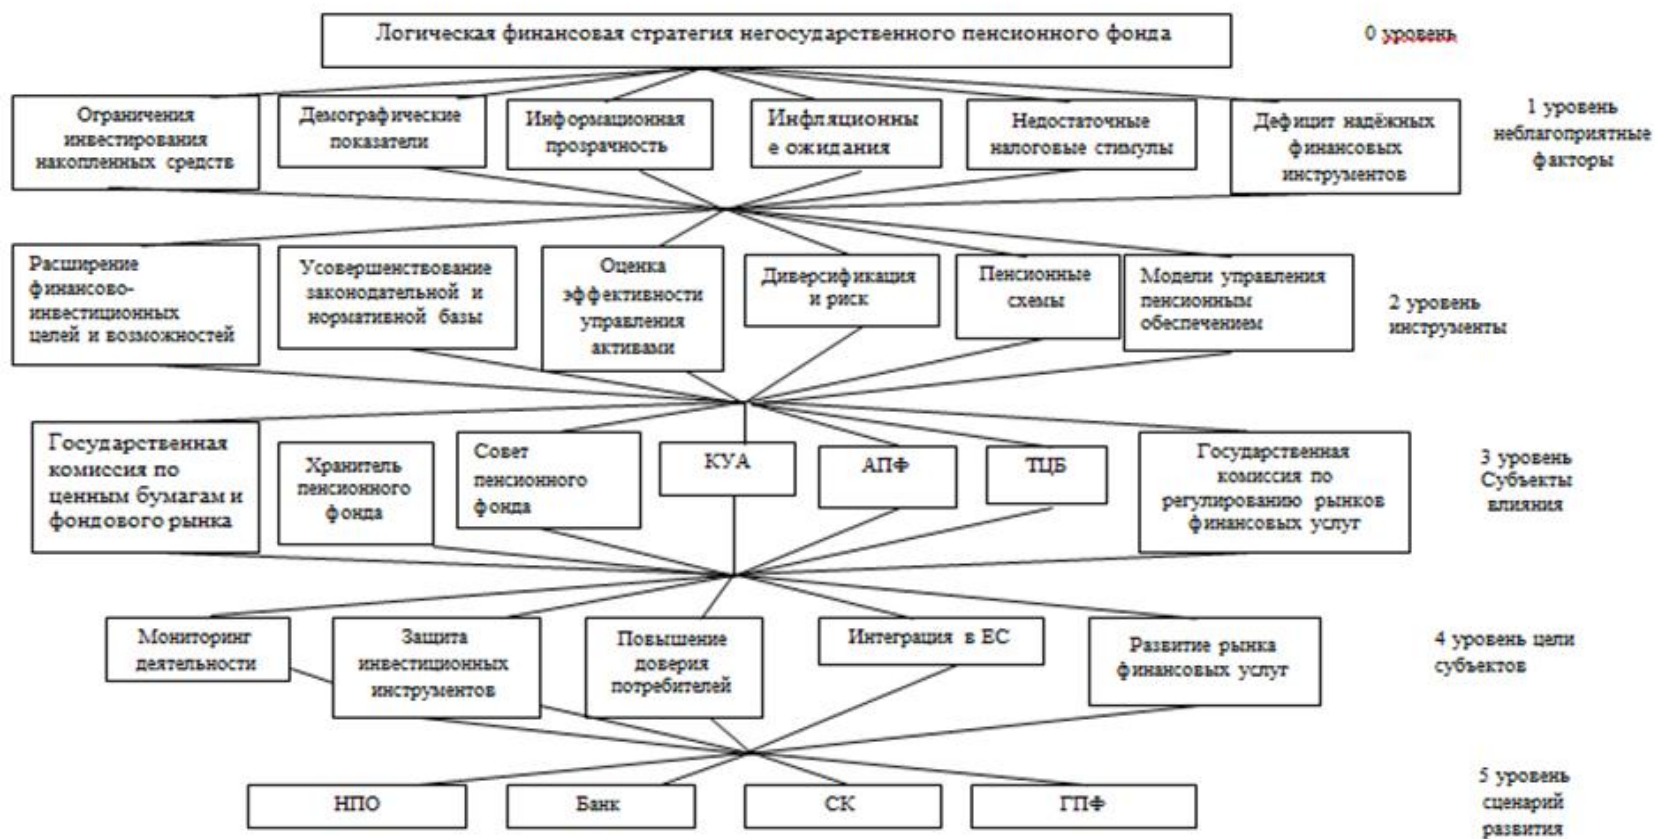 Логическая финансовая стратегия негосударственного пенсионного фонда
0 уровень
Ограничения
инвестирования
накопленных средств
Демографические
показатели
Информационная
прозрачность
Инфляционны
е ожидания
Недостаточные
налоговые стимулы
Дефицит надёжных
финансовых
инструментов
1 уровень
неблагоприятные
факторы
Расширение
финансово-
инвестиционных
целей и возможностей
Усовершенствование
законодательной и
нормативной базы
Оценка
эффективности
управления
активами
Диверсификация
и риск
Пенсионные
схемы
Модели управления
пенсионным
обеспечением
2 уровень
инструменты
Государственная
комиссия по
ценным бумагам и
фондового рынка
Хранитель
пенсионного
фонда
Совет
пенсионного
фонда
КУА
АПФ
ТЦБ
Государственная
комиссия по
регулированию рынков
финансовых услуг
3 уровень
Субъекты
влияния
Мониторинг
деятельности
Защита
инвестиционных
инструментов
Повышение
доверия
потребителей
Интеграция в ЕС
Развитие рынка
финансовых услуг
4 уровень цели
субъектов
НПО
Банк
СК
ГПФ
5 уровень
сценарий
развития